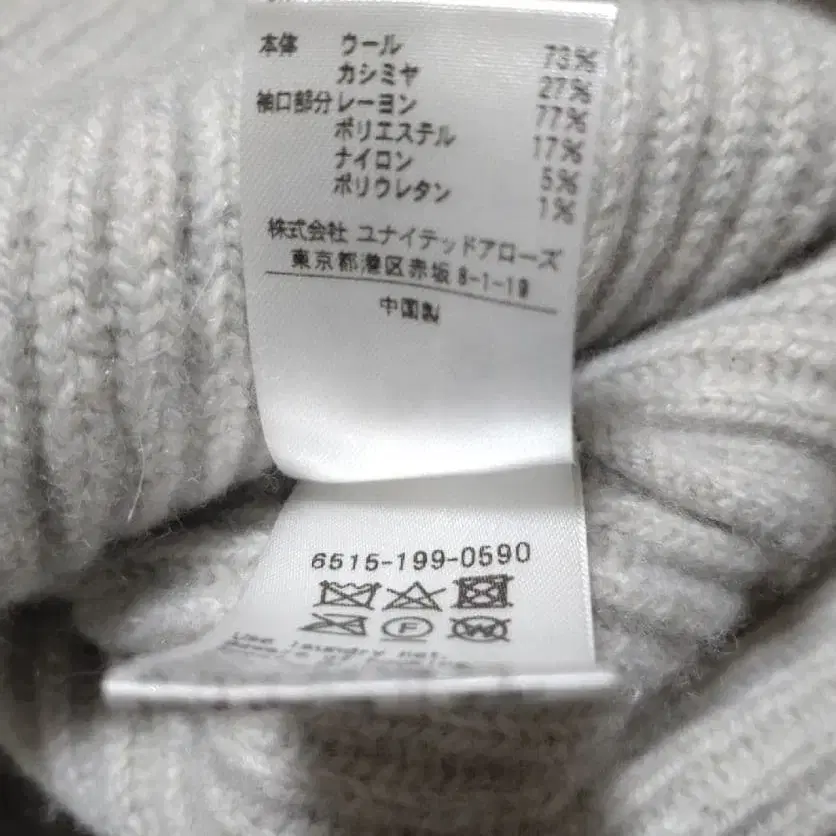 本体 ウール 73%
カシミヤ 27%
袖口部分 レーヨン 77%
ポリエステル 17%
ナイロン 5%
ポリウレタン 1%
株式会社 ユナイテッドアローズ
東京都港区赤坂 8-1-19
中国製
6515-199-0590
F
W
Use laundry net.